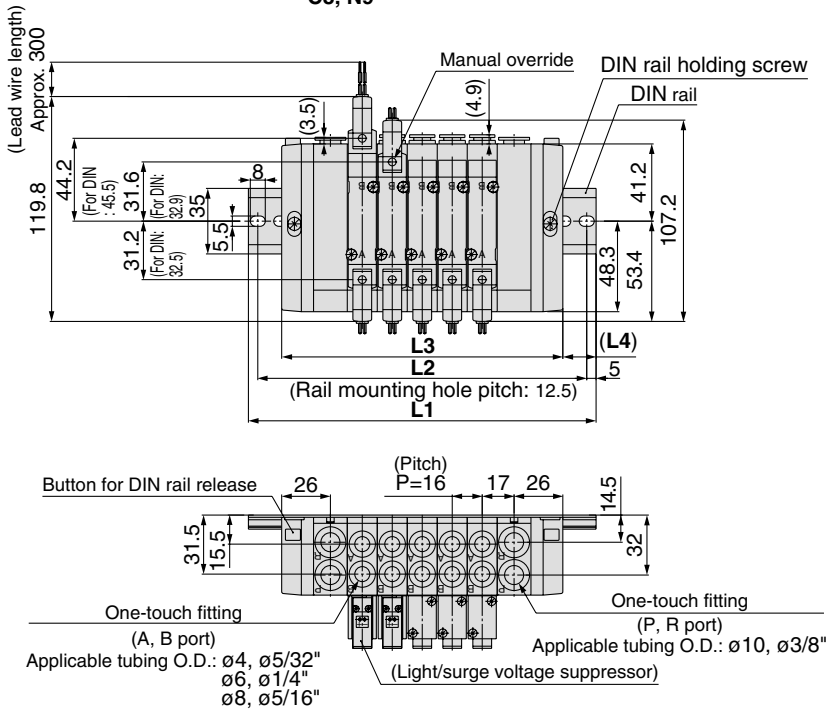 C8, N9
(Lead wire length)
Approx. 300
Manual override
DIN rail holding screw
DIN rail
(3.5)
(4.9)
119.8
44.2
(For DIN
: 45.5)
31.6
(For DIN:
32.9)
35
8
5.5
31.2
(For DIN:
32.5)
B
B
B
B
B
A
A
A
A
A
41.2
107.2
48.3
53.4
L3
(L4)
L2
5
(Rail mounting hole pitch: 12.5)
L1
(Pitch)
P=16
17
26
14.5
Button for DIN rail release
26
31.5
15.5
32
One-touch fitting
(A, B port)
Applicable tubing O.D.: ø4, ø5/32"
ø6, ø1/4"
ø8, ø5/16"
(Light/surge voltage suppressor)
One-touch fitting
(P, R port)
Applicable tubing O.D.: ø10, ø3/8"